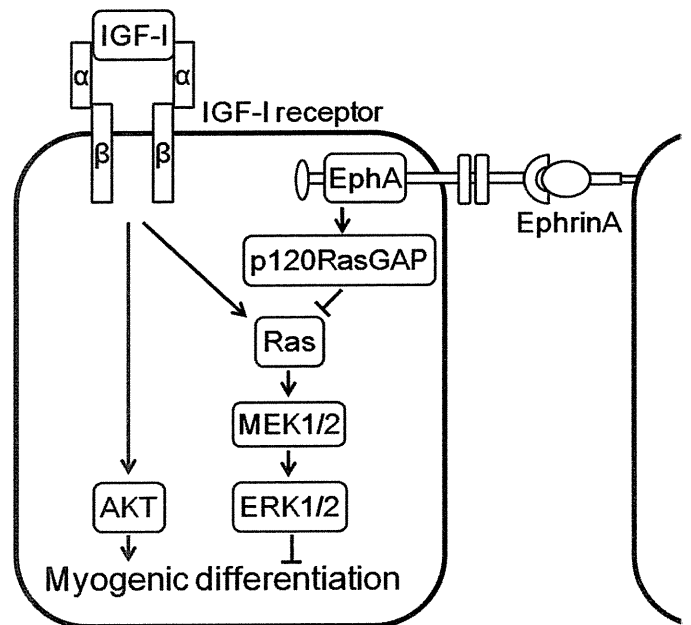 IGF-I
α α
IGF-I receptor
β β
EphA
EphrinA
p120RasGAP
Ras
MEK1/2
AKT ERK1/2
Myogenic differentiation